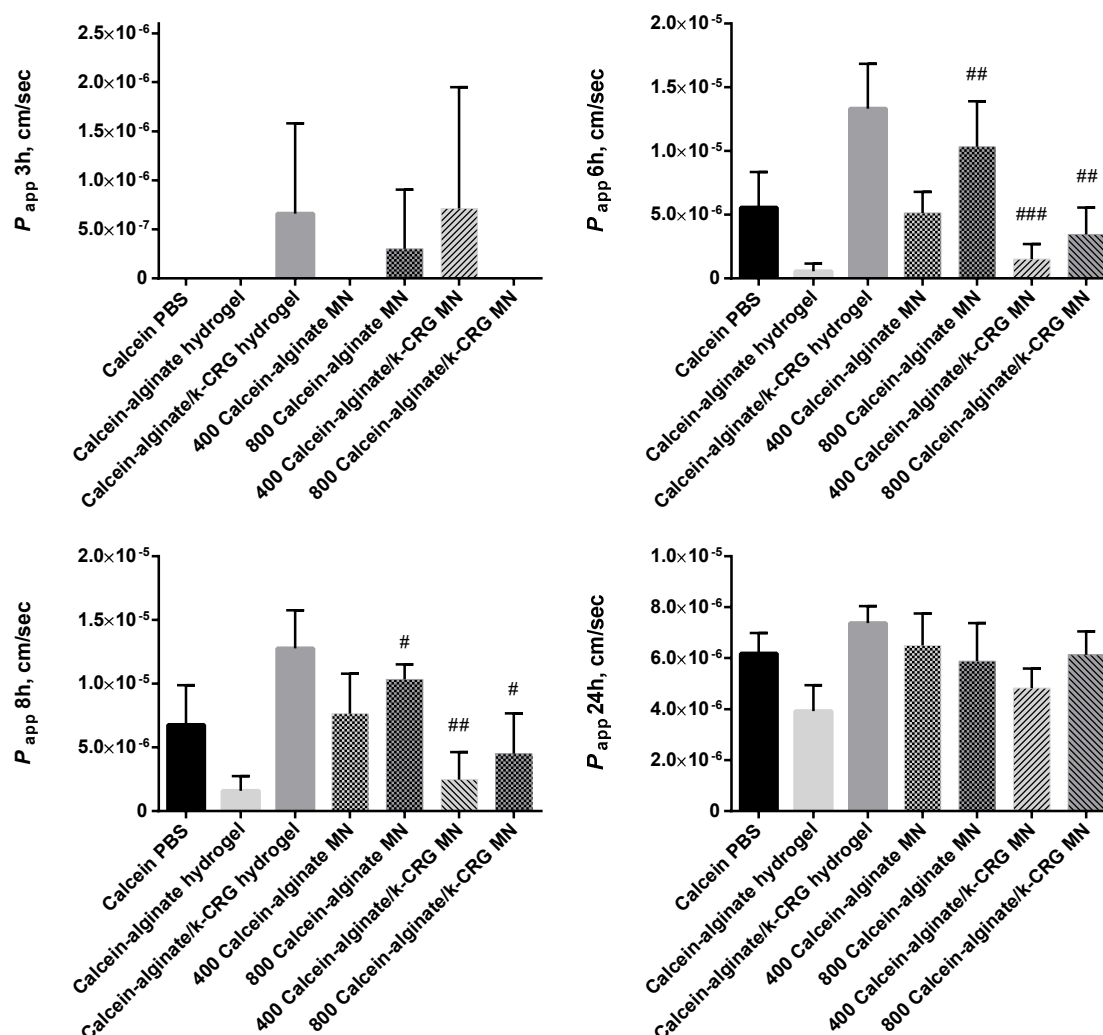 P app 3h, cm/sec
2.5×10⁻⁶
2.0×10⁻⁶
1.5×10⁻⁶
1.0×10⁻⁶
5.0×10⁻⁷
0
Calcein PBS
Calcein-alginate hydrogel
Calcein-alginate/k-CRG hydrogel
400 Calcein-alginate MN
800 Calcein-alginate MN
400 Calcein-alginate/k-CRG MN
800 Calcein-alginate/k-CRG MN
P app 6h, cm/sec
2.0×10⁻⁵
1.5×10⁻⁵
1.0×10⁻⁵
5.0×10⁻⁶
0
##
###
##
Calcein PBS
Calcein-alginate hydrogel
Calcein-alginate/k-CRG hydrogel
400 Calcein-alginate MN
800 Calcein-alginate MN
400 Calcein-alginate/k-CRG MN
800 Calcein-alginate/k-CRG MN
P app 8h, cm/sec
2.0×10⁻⁵
1.5×10⁻⁵
1.0×10⁻⁵
5.0×10⁻⁶
0
#
##
#
Calcein PBS
Calcein-alginate hydrogel
Calcein-alginate/k-CRG hydrogel
400 Calcein-alginate MN
800 Calcein-alginate MN
400 Calcein-alginate/k-CRG MN
800 Calcein-alginate/k-CRG MN
P app 24h, cm/sec
1.0×10⁻⁵
8.0×10⁻⁶
6.0×10⁻⁶
4.0×10⁻⁶
2.0×10⁻⁶
0
Calcein PBS
Calcein-alginate hydrogel
Calcein-alginate/k-CRG hydrogel
400 Calcein-alginate MN
800 Calcein-alginate MN
400 Calcein-alginate/k-CRG MN
800 Calcein-alginate/k-CRG MN